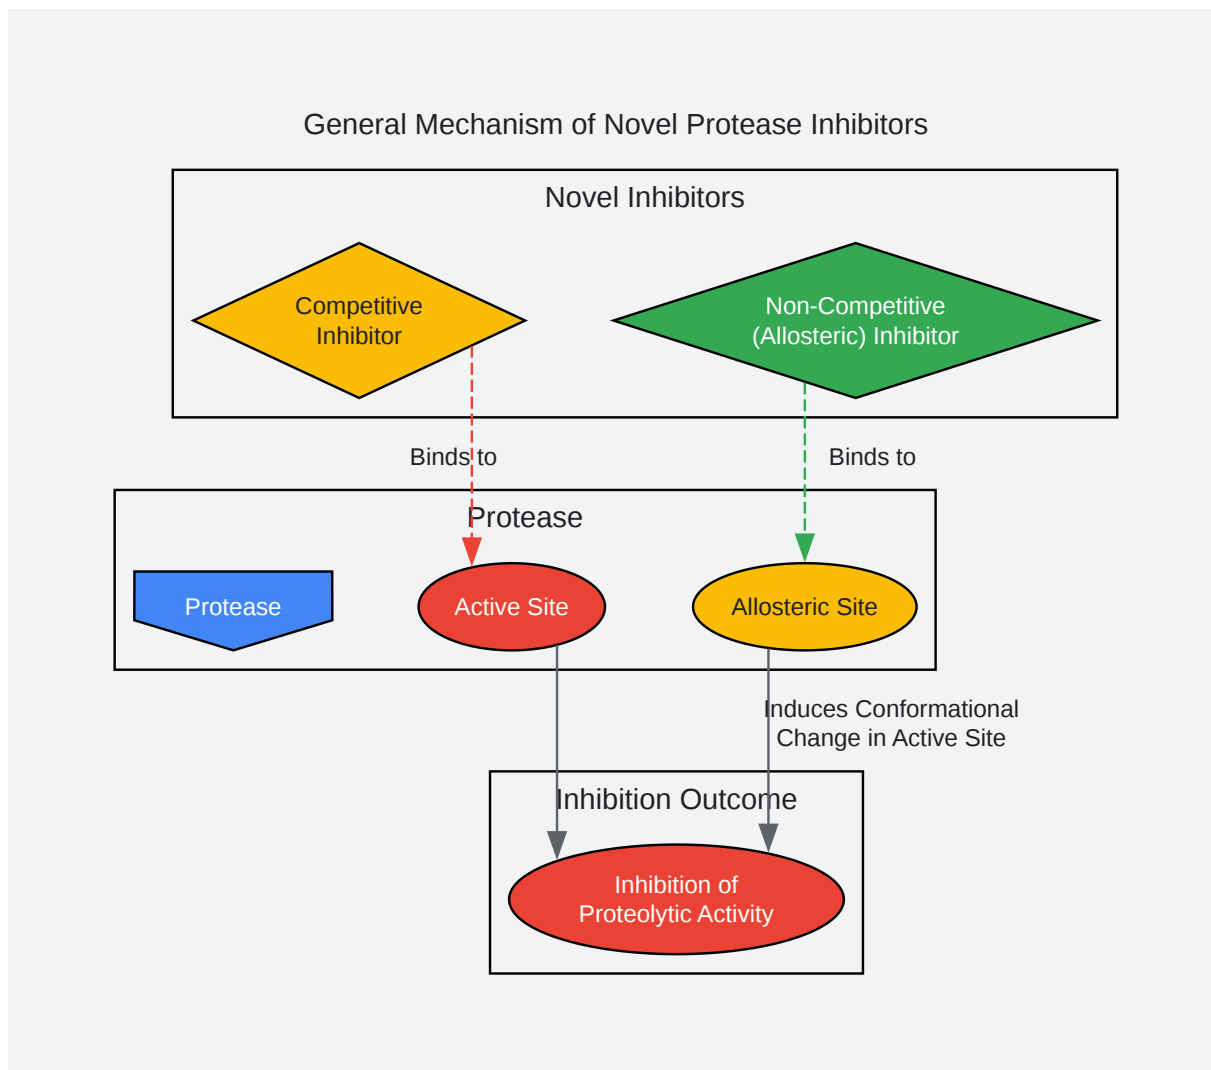 General Mechanism of Novel Protease Inhibitors
Novel Inhibitors
Competitive
Inhibitor
Non-Competitive
(Allosteric) Inhibitor
Binds to
Binds to
Protease
Protease
Active Site
Allosteric Site
Induces Conformational
Change in Active Site
Inhibition Outcome
Inhibition of
Proteolytic Activity